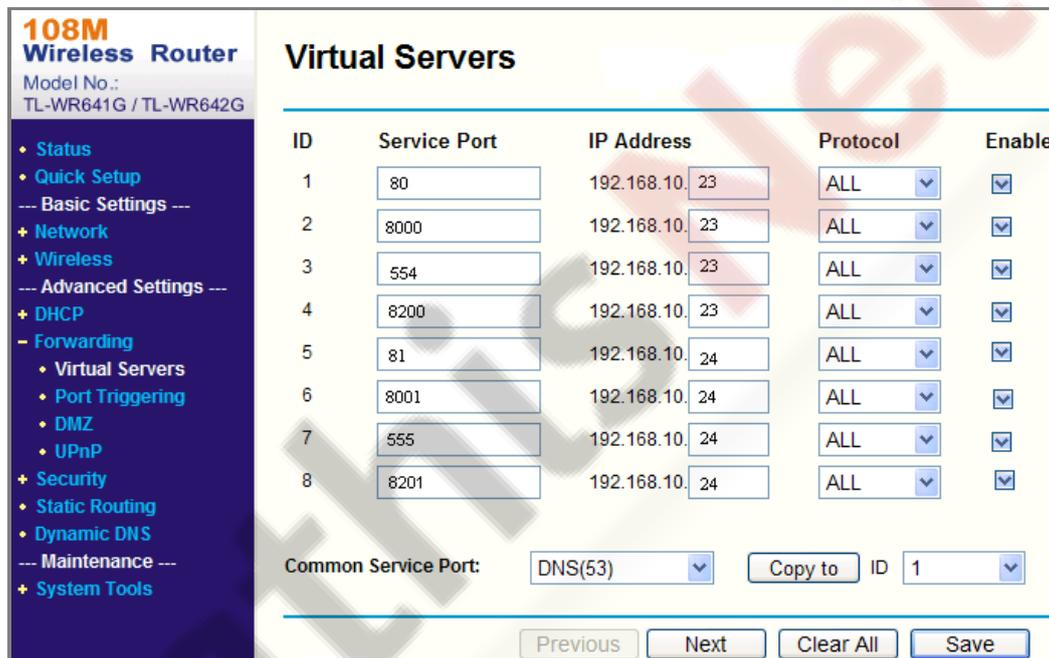 108M
Wireless Router
Model No.:
TL-WR641G / TL-WR642G
Status
Quick Setup
--- Basic Settings ---
+ Network
+ Wireless
--- Advanced Settings ---
+ DHCP
– Forwarding
Virtual Servers
Port Triggering
DMZ
UPnP
+ Security
Static Routing
Dynamic DNS
--- Maintenance ---
+ System Tools
Virtual Servers
ID Service Port IP Address Protocol Enable
1 80 192.168.10. 23 ALL
2 8000 192.168.10. 23 ALL
3 554 192.168.10. 23 ALL
4 8200 192.168.10. 23 ALL
5 81 192.168.10. 24 ALL
6 8001 192.168.10. 24 ALL
7 555 192.168.10. 24 ALL
8 8201 192.168.10. 24 ALL
Common Service Port: DNS(53) Copy to ID 1
Previous Next Clear All Save